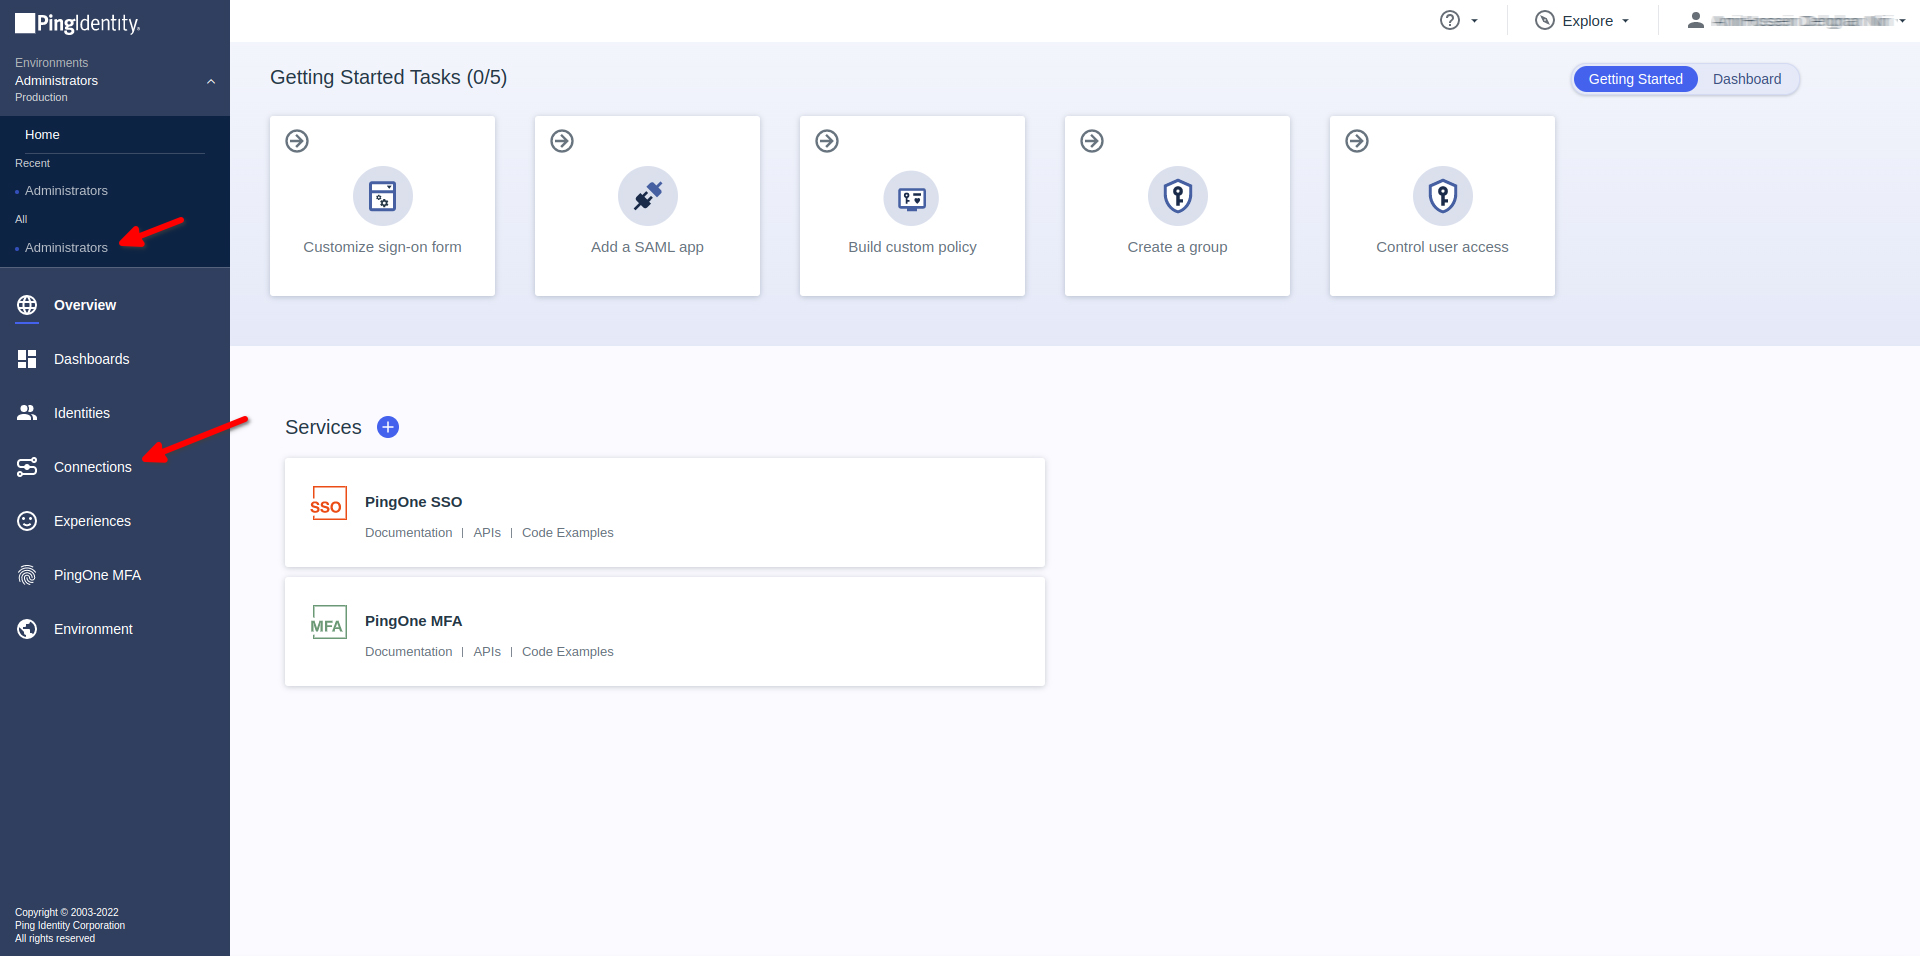 PingIdentity
Environments
Administrators
Production
Home
Recent
Administrators
All
Administrators
Overview
Dashboards
Identities
Connections
Experiences
PingOne MFA
Environment
Copyright © 2003-2022
Ping Identity Corporation
All rights reserved
Explore
Getting Started Tasks (0/5)
Getting Started Dashboard
Customize sign-on form
Add a SAML app
Build custom policy
Create a group
Control user access
Services
SSO
PingOne SSO
Documentation | APIs | Code Examples
MFA
PingOne MFA
Documentation | APIs | Code Examples